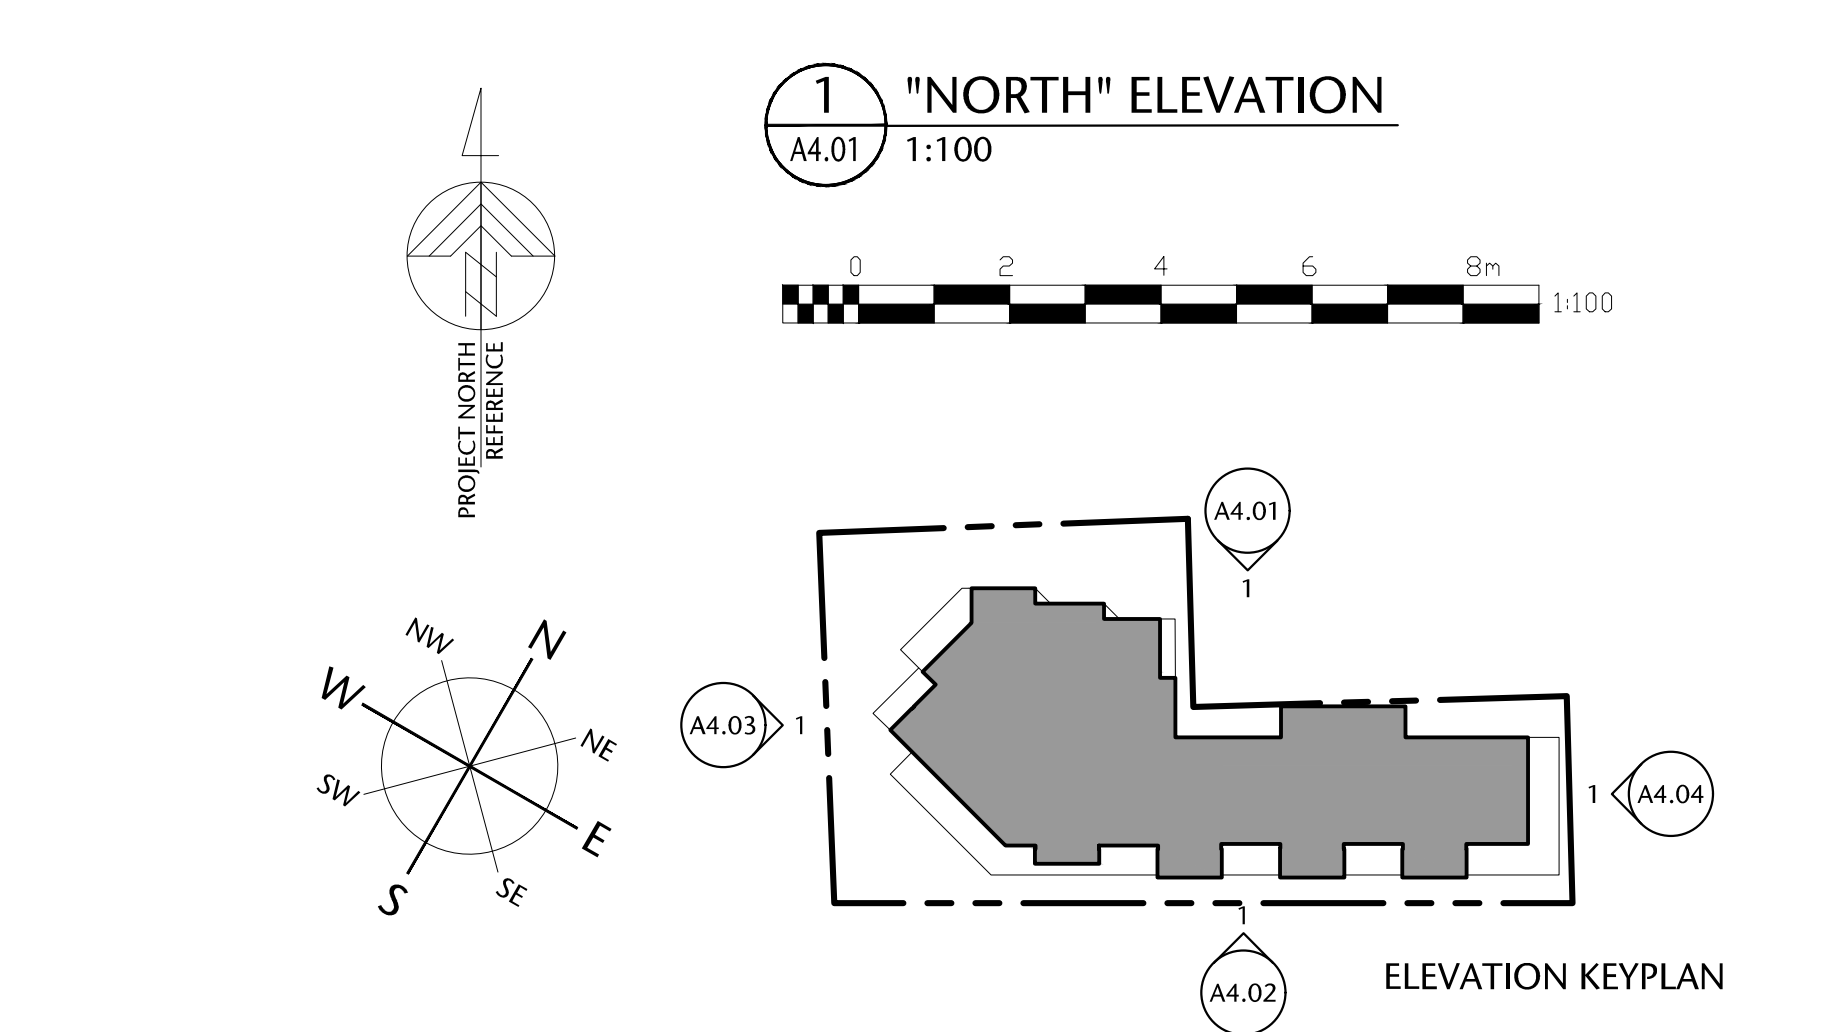 1
A4.01
"NORTH" ELEVATION
1:100
0 2 4 6 8m
1:100
N
PROJECT NORTH
REFERENCE
A4.01
1
NW
N
W
NE
SW
E
S
SE
A4.03
1
1
A4.04
1
A4.02
ELEVATION KEYPLAN